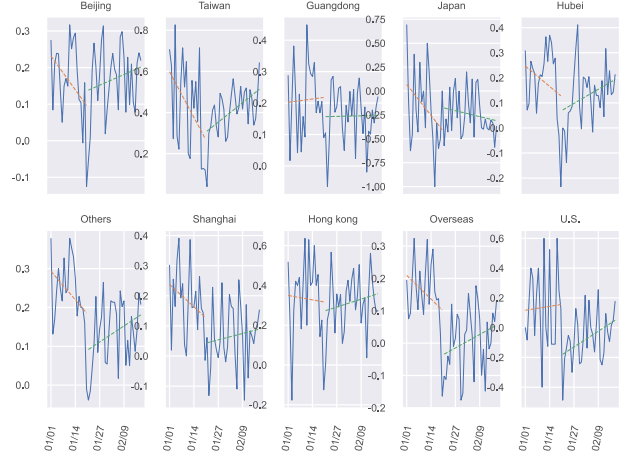 Beijing Taiwan Guangdong Japan Hubei
0.3 0.8 0.4 0.75 0.4
0.2 0.6 0.3 0.50 0.2
0.1 0.4 0.2 0.25 0.0
0.0 0.2 0.1 0.00 -0.2
-0.1 0.0 -0.25
-0.50
-0.75
-1.00
Others Shanghai Hong kong Overseas U.S.
0.4 0.4 0.6 0.3 0.6
0.3 0.3 0.4 0.2 0.4
0.2 0.2 0.2 0.1 0.2
0.1 0.1 0.0 0.0 0.0
0.0 0.0 -0.2 -0.1 -0.2
-0.1 -0.2 -0.4
01/01 01/14 01/27 02/09 01/01 01/14 01/27 02/09 01/01 01/14 01/27 02/09 01/01 01/14 01/27 02/09 01/01 01/14 01/27 02/09